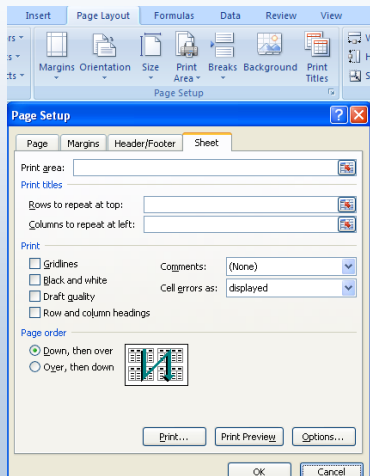 Insert Page Layout Formulas Data Review View
Margins Orientation Size Print Area Breaks Background Print Titles
Page Setup
Page Setup
Page Margins Header/Footer Sheet
Print area:
Print titles
Rows to repeat at top:
Columns to repeat at left:
Print
Gridlines
Black and white
Draft quality
Row and column headings
Comments: (None)
Cell errors as: displayed
Page order
Down, then over
Over, then down
Print... Print Preview Options...
OK Cancel